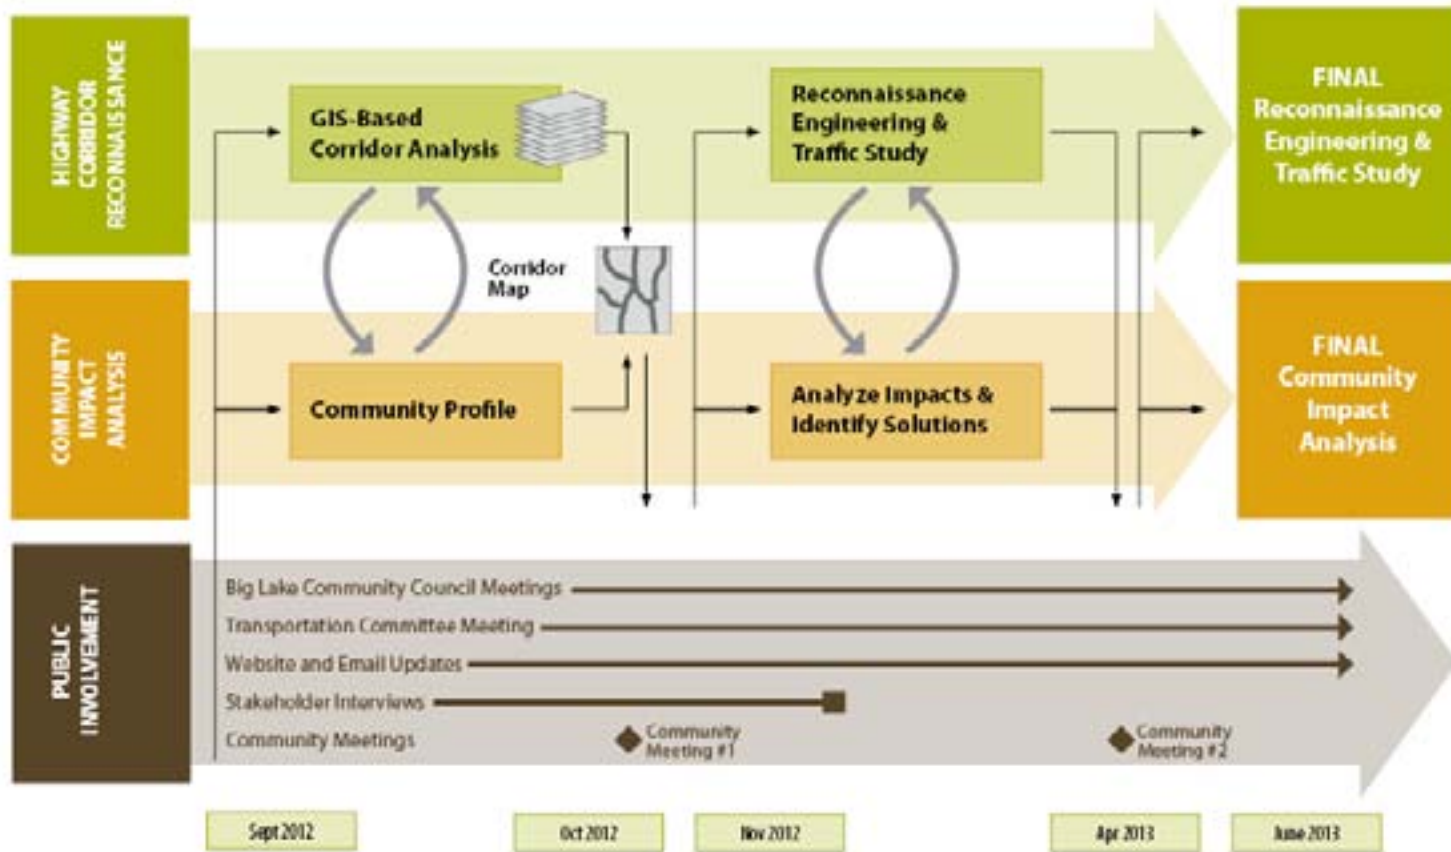 HIGHWAY
CORRIDOR
RECONNAISSANCE
GIS-Based
Corridor Analysis
Reconnaissance
Engineering &
Traffic Study
FINAL
Reconnaissance
Engineering &
Traffic Study
Corridor
Map
COMMUNITY
IMPACT
ANALYSIS
Community Profile
Analyze Impacts &
Identify Solutions
FINAL
Community
Impact
Analysis
PUBLIC
INVOLVEMENT
Big Lake Community Council Meetings
Transportation Committee Meeting
Website and Email Updates
Stakeholder Interviews
Community Meetings
Community
Meeting #1
Community
Meeting #2
Sept 2012
Oct 2012
Nov 2012
Apr 2013
June 2013